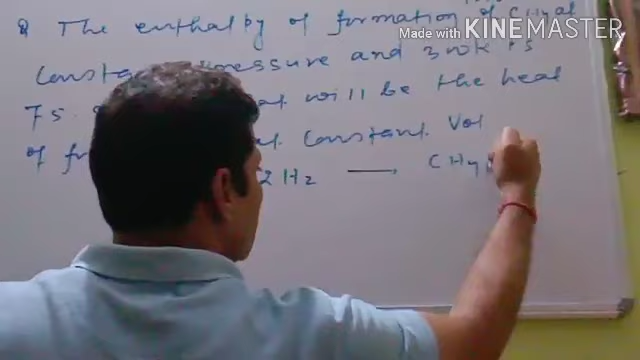 Made with KINEMASTER
Q The enthalpy of formation of CH4 at
pressure and 300K is
75. will be the heat
of constant Vol
2H2 ⟶ CH4